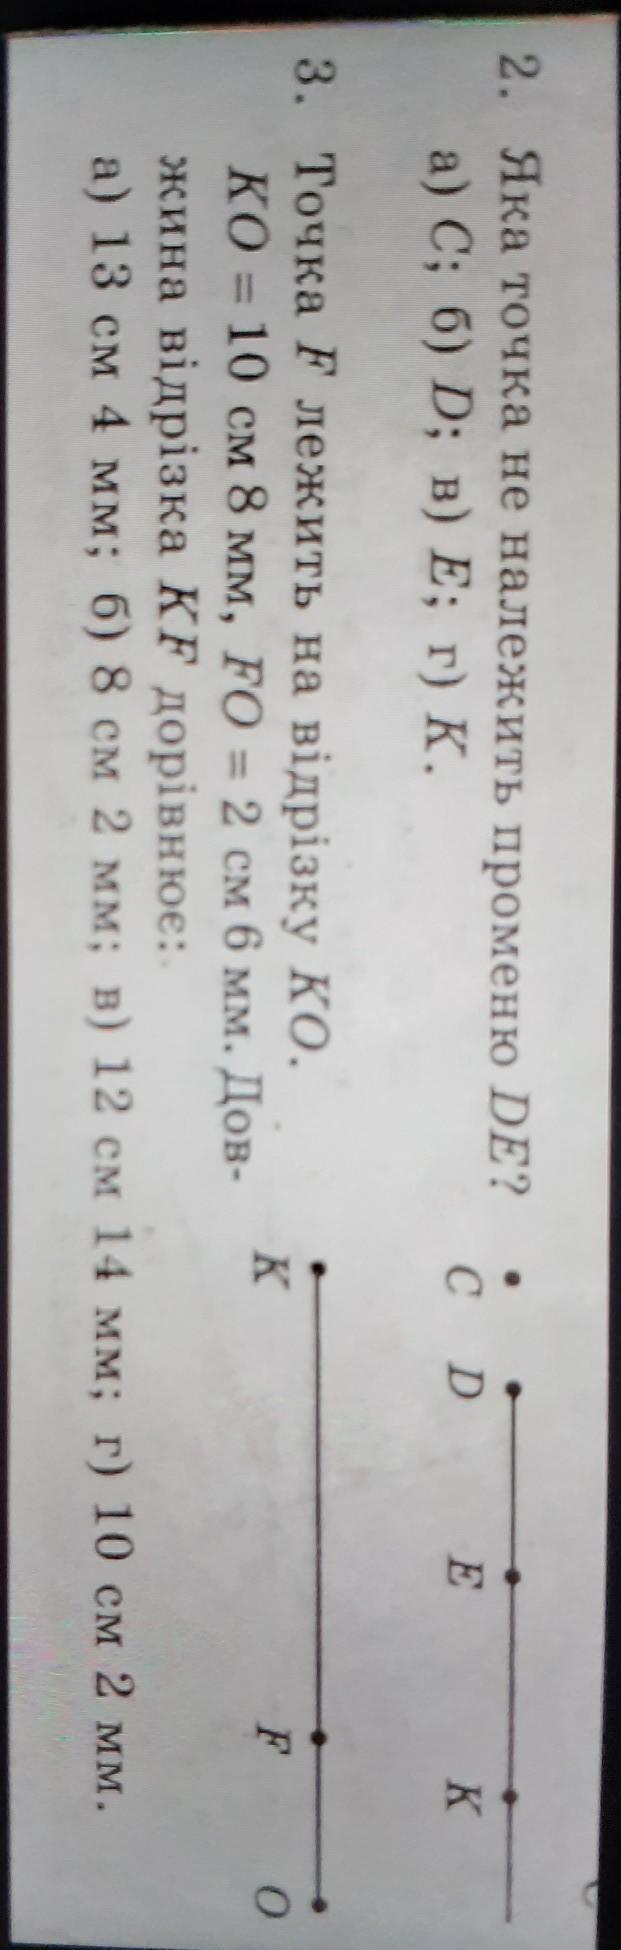 2. Яка точка не належить променю DE?
а) C; б) D; в) E; г) K.
C D E K
3. Точка F лежить на відрізку KO.
KO = 10 см 8 мм, FO = 2 см 6 мм. Дов-
жина відрізка KF дорівнює:
K F O
а) 13 см 4 мм; б) 8 см 2 мм; в) 12 см 14 мм; г) 10 см 2 мм.